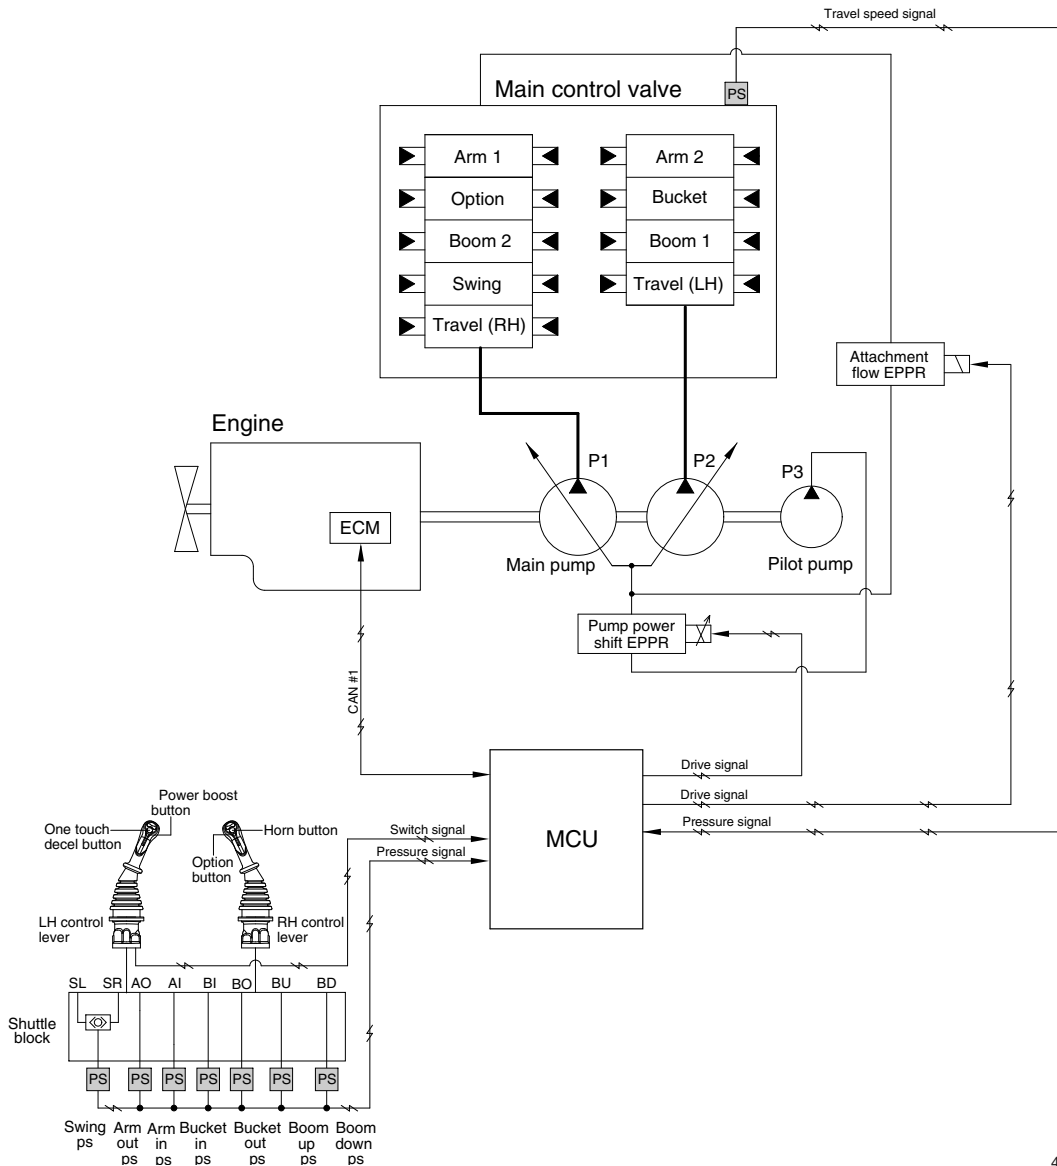 Travel speed signal
Main control valve
PS
Arm 1
Arm 2
Option
Bucket
Boom 2
Boom 1
Swing
Travel (LH)
Travel (RH)
Attachment
flow EPPR
Engine
P1
P2
P3
ECM
Main pump
Pilot pump
Pump power
shift EPPR
CAN #1
Drive signal
Drive signal
Pressure signal
MCU
Power boost
button
One touch
decel button
Horn button
Option
button
Switch signal
Pressure signal
LH control
lever
RH control
lever
SL
SR
AO
AI
BI
BO
BU
BD
Shuttle
block
PS
PS
PS
PS
PS
PS
PS
Swing
ps
Arm
out
ps
Arm
in
ps
Bucket
in
ps
Bucket
out
ps
Boom
up
ps
Boom
down
ps
4